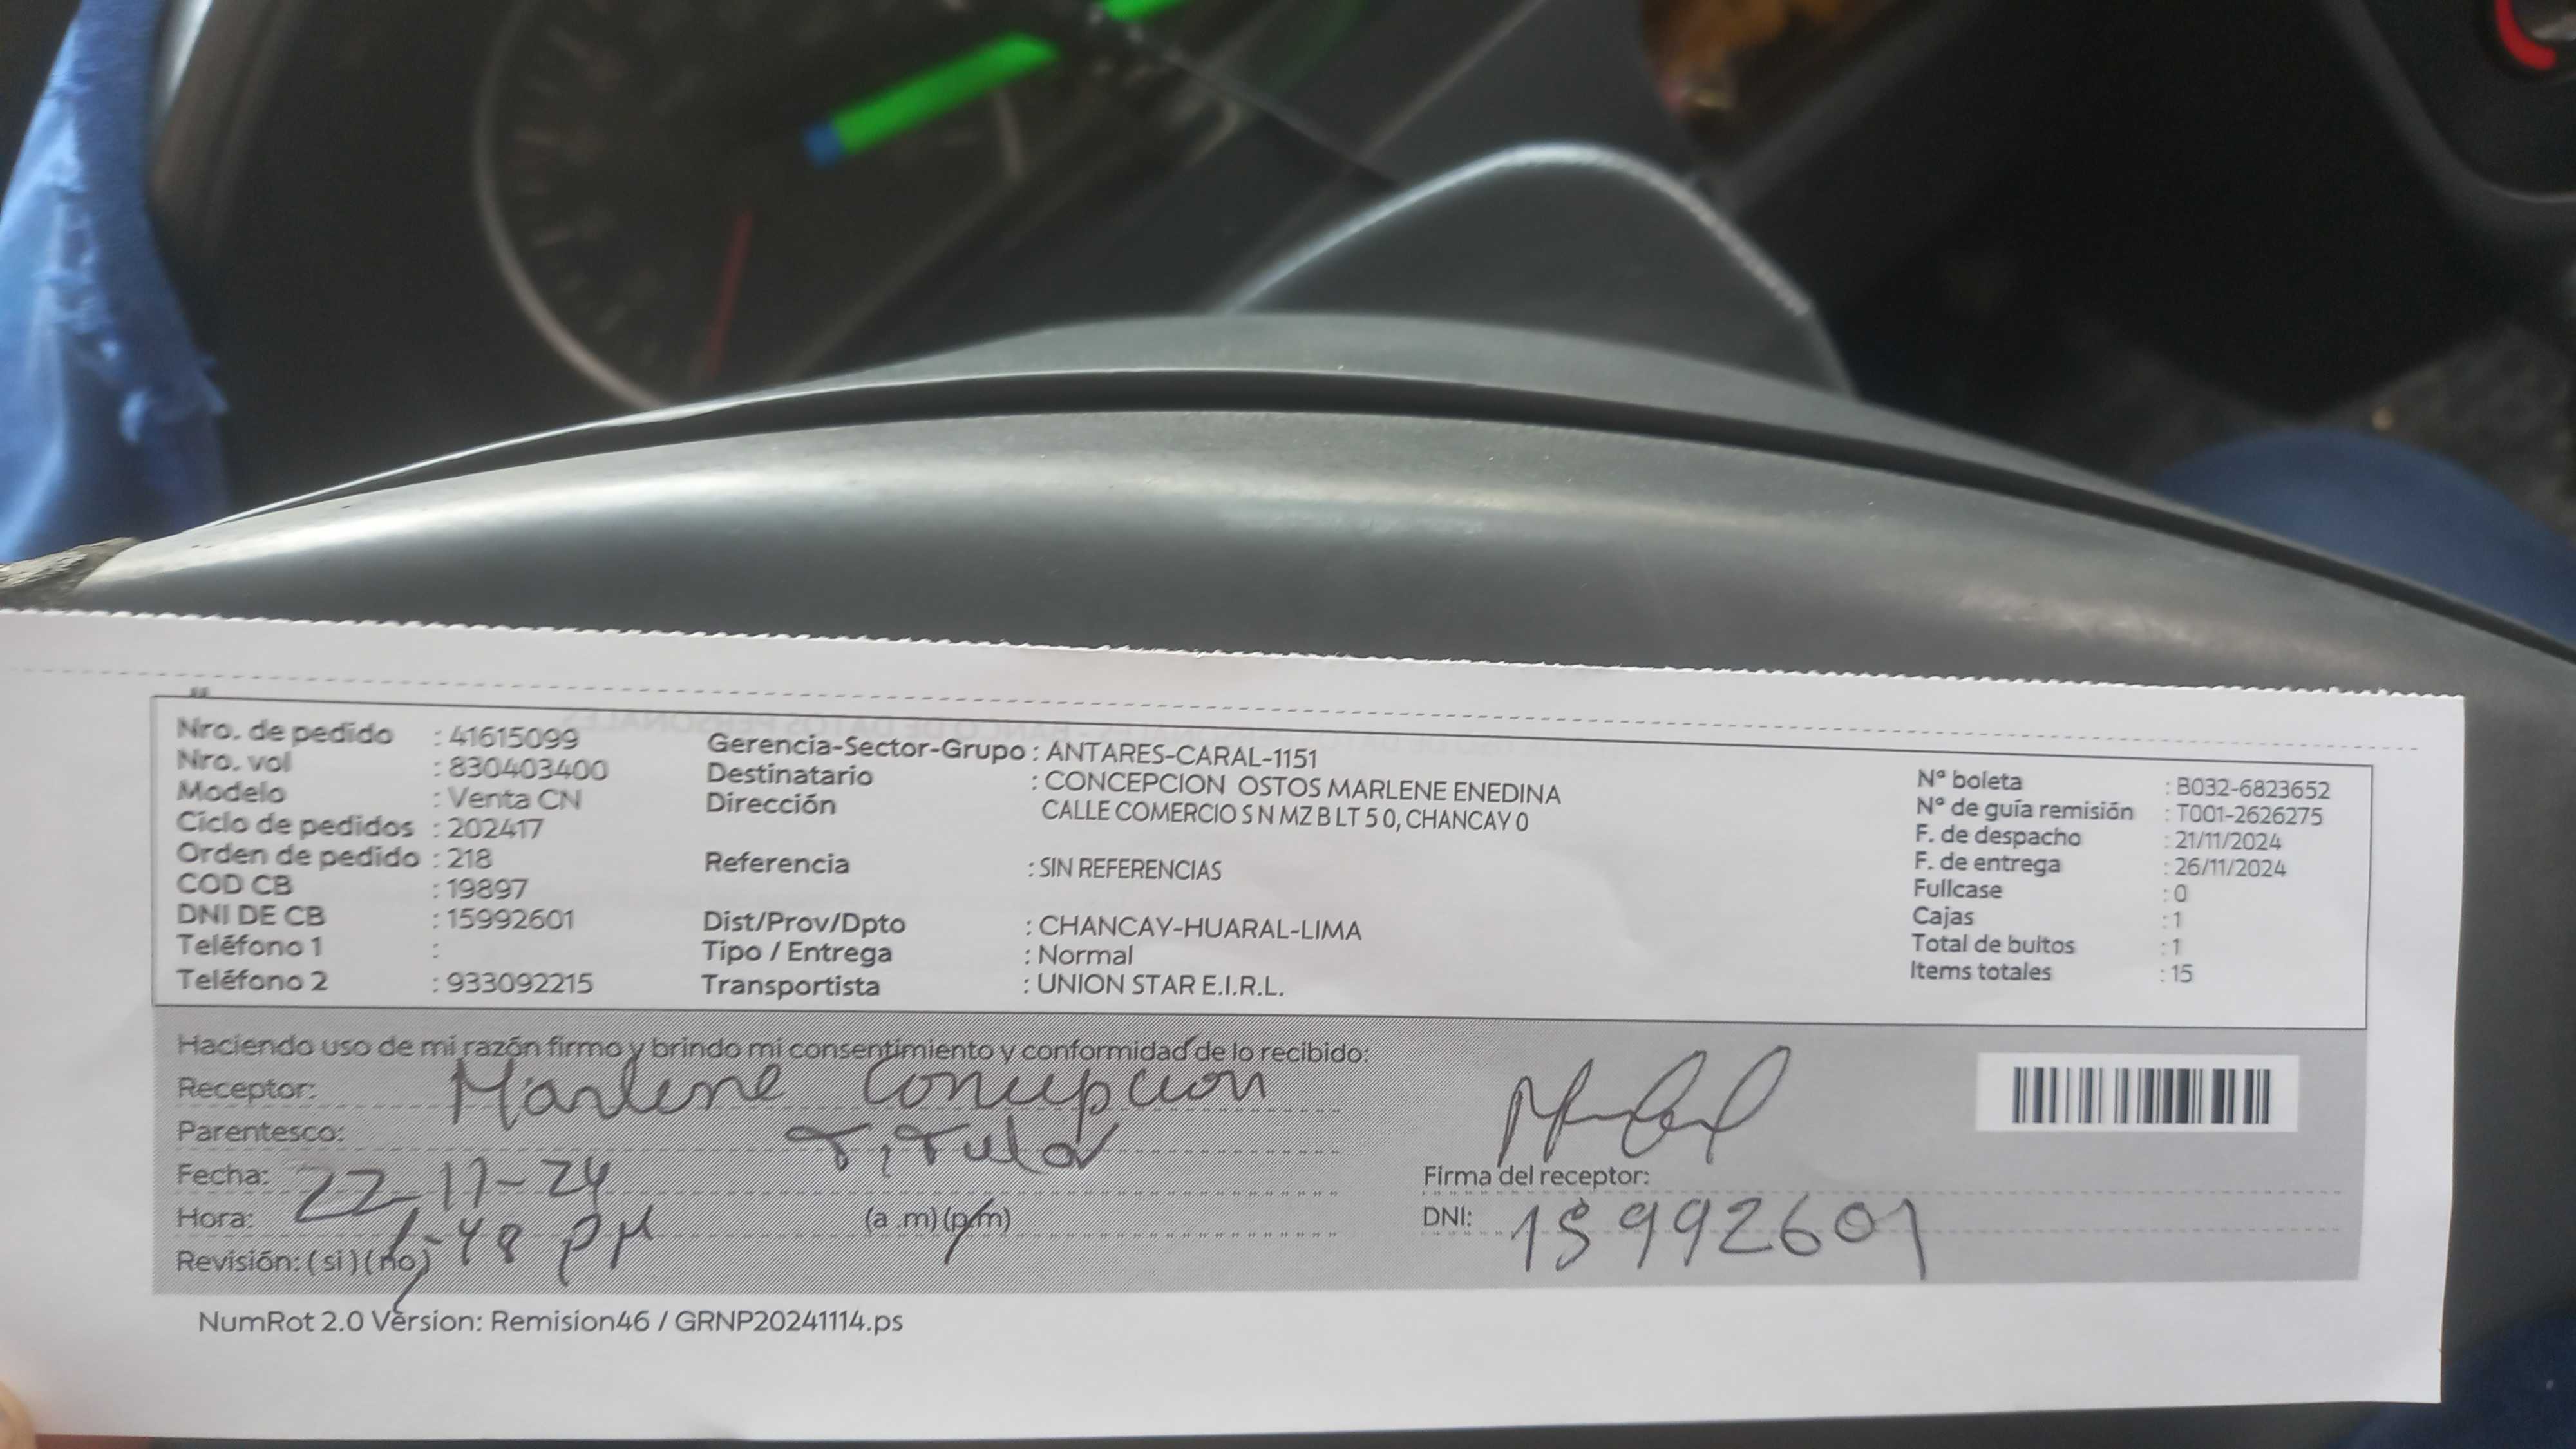 Nro. de pedido : 41615099
Nro. vol : 830403400
Modelo : Venta CN
Ciclo de pedidos : 202417
Orden de pedido : 218
COD CB : 19897
DNI DE CB : 15992601
Teléfono 1 :
Teléfono 2 : 933092215
Gerencia-Sector-Grupo : ANTARES-CARAL-1151
Destinatario : CONCEPCION OSTOS MARLENE ENEDINA
Dirección CALLE COMERCIO S N MZ B LT 5 0, CHANCAY 0
Referencia : SIN REFERENCIAS
Dist/Prov/Dpto : CHANCAY-HUARAL-LIMA
Tipo / Entrega : Normal
Transportista : UNION STAR E.I.R.L.
Nº boleta : B032-6823652
Nº de guía remisión : T001-2626275
F. de despacho : 21/11/2024
F. de entrega : 26/11/2024
Fullcase : 0
Cajas : 1
Total de bultos : 1
Items totales : 15
Haciendo uso de mi razón firmo y brindo mi consentimiento y conformidad de lo recibido:
Receptor: Marlene Concepcion
Parentesco: Titular
Fecha: 22-11-24
Hora: 1-48 PM (a .m) (p.m)
Revisión: ( si ) ( no )
Firma del receptor:
DNI: 15992601
NumRot 2.0 Version: Remision46 / GRNP20241114.ps